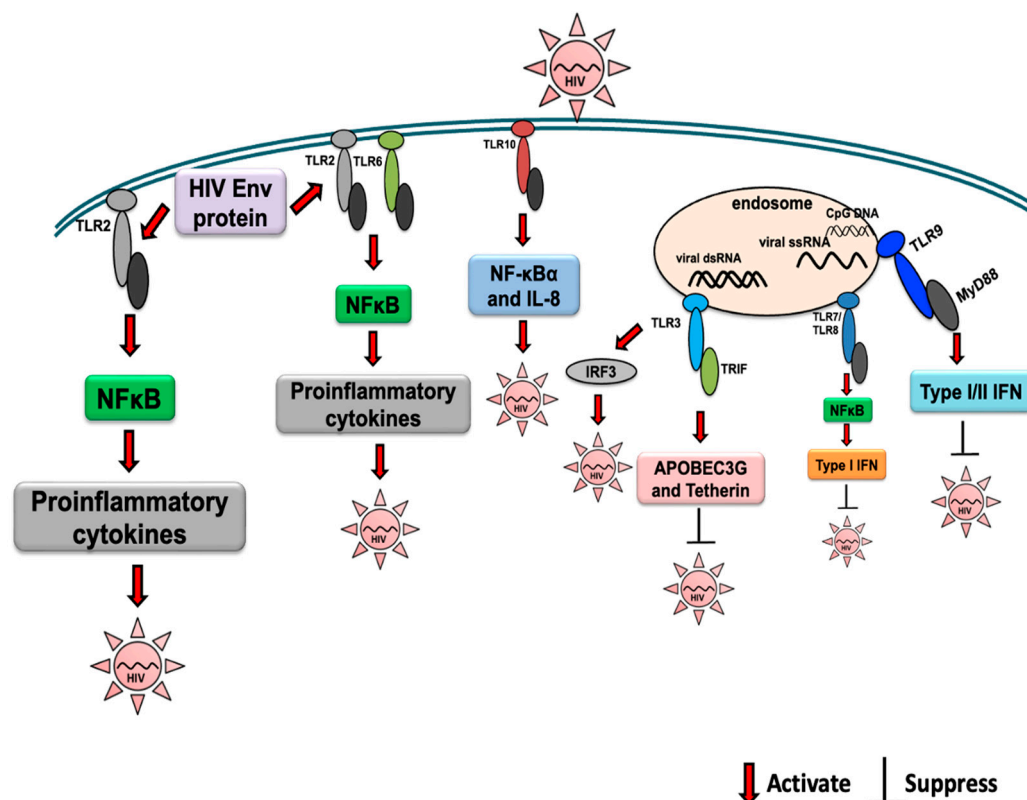 HIV
TLR2
HIV Env
protein
TLR2
TLR6
TLR10
endosome
CpG DNA
viral ssRNA
viral dsRNA
TLR9
MyD88
TLR3
TRIF
TLR7/
TLR8
NFκB
Proinflammatory
cytokines
HIV
NFκB
Proinflammatory
cytokines
HIV
NF-κBα
and IL-8
HIV
IRF3
HIV
APOBEC3G
and Tetherin
HIV
NFκB
Type I IFN
HIV
Type I/II IFN
HIV
Activate
Suppress